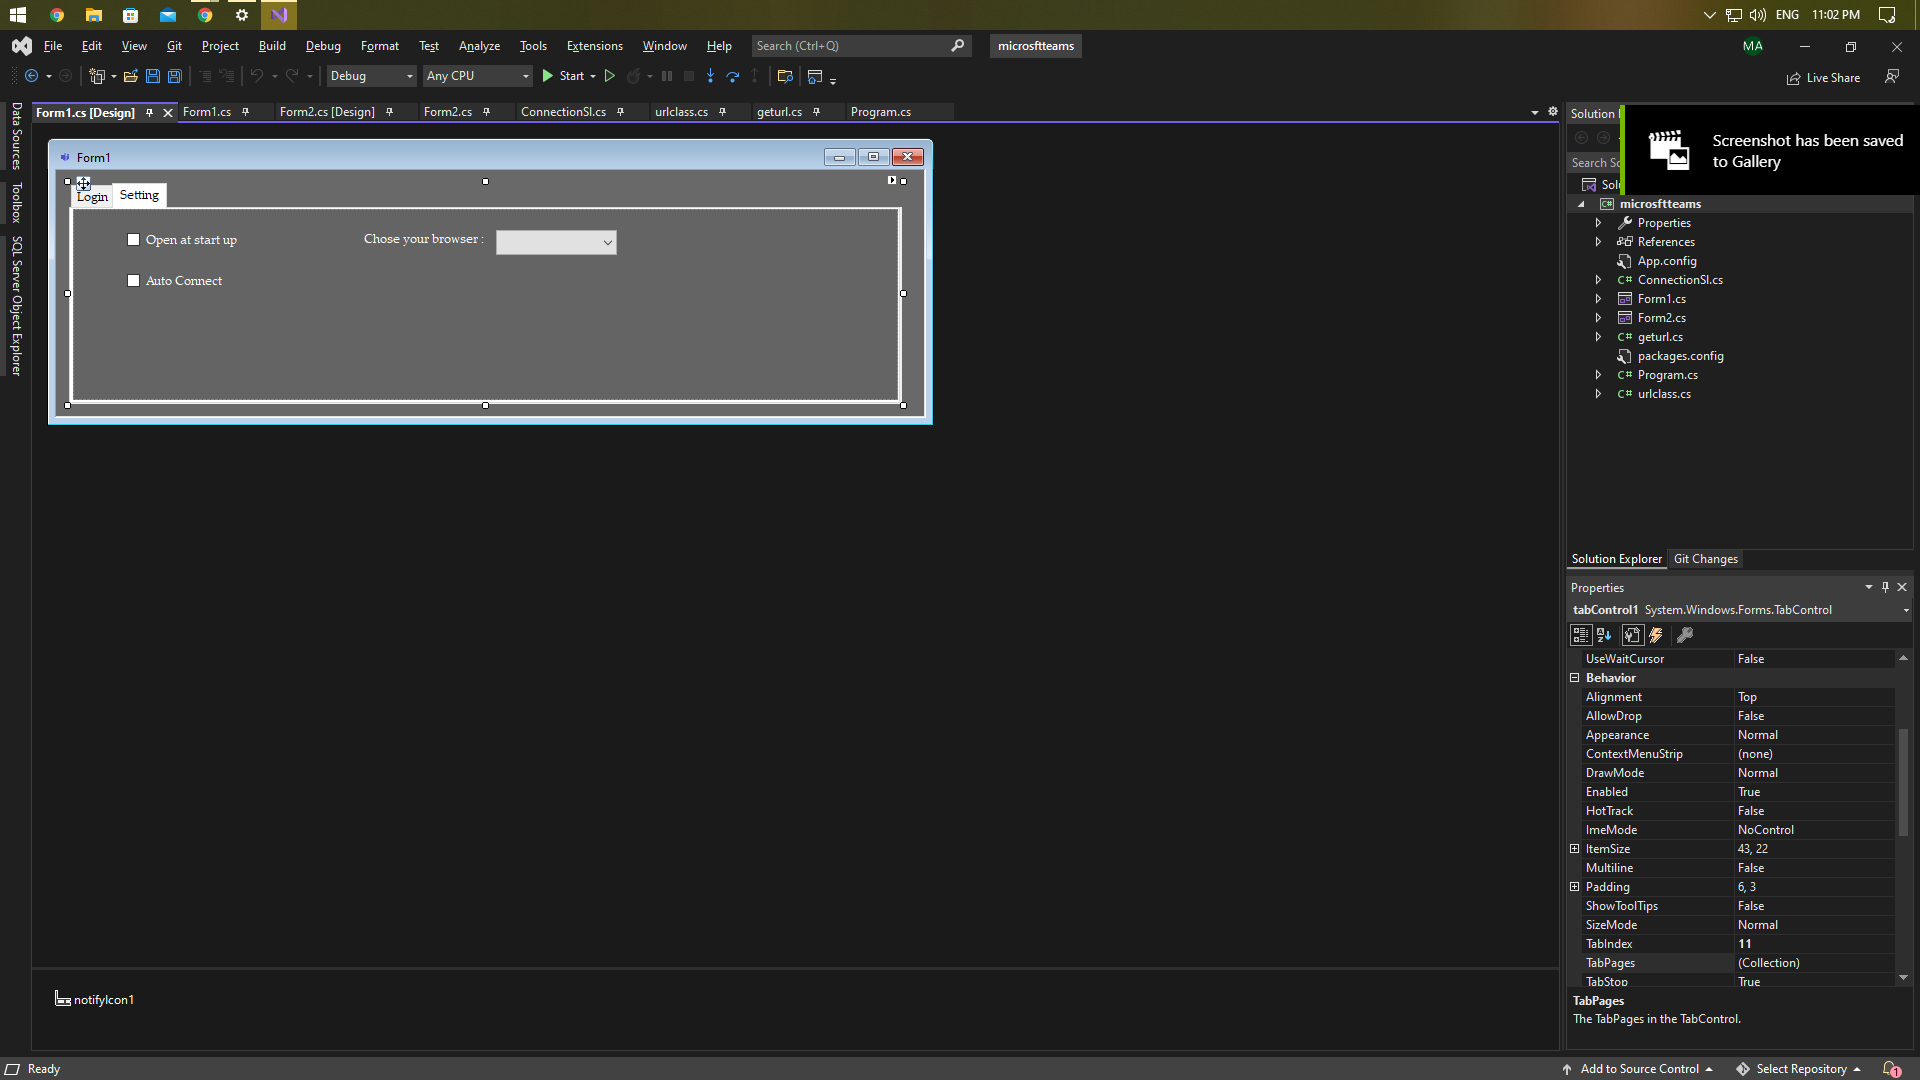 ENG 11:02 PM
File Edit View Git Project Build Debug Format Test Analyze Tools Extensions Window Help Search (Ctrl+Q) microsftteams MA
Debug Any CPU Start Live Share
Data Sources
Toolbox
SQL Server Object Explorer
Form1.cs [Design] Form1.cs Form2.cs [Design] Form2.cs ConnectionSl.cs urlclass.cs geturl.cs Program.cs
Form1
Login Setting
Open at start up Chose your browser :
Auto Connect
notifyIcon1
Solution
Screenshot has been saved
to Gallery
Search
microsftteams
Properties
References
App.config
C# ConnectionSl.cs
Form1.cs
Form2.cs
C# geturl.cs
packages.config
C# Program.cs
C# urlclass.cs
Solution Explorer Git Changes
Properties
tabControl1 System.Windows.Forms.TabControl
UseWaitCursor False
Behavior
Alignment Top
AllowDrop False
Appearance Normal
ContextMenuStrip (none)
DrawMode Normal
Enabled True
HotTrack False
ImeMode NoControl
ItemSize 43, 22
Multiline False
Padding 6, 3
ShowToolTips False
SizeMode Normal
TabIndex 11
TabPages (Collection)
TabStop True
TabPages
The TabPages in the TabControl.
Ready Add to Source Control Select Repository 1